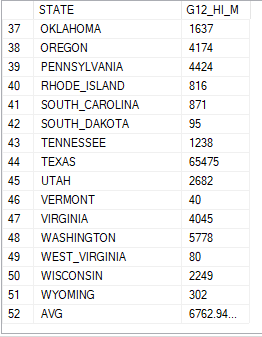 STATE G12_HI_M
37 OKLAHOMA 1637
38 OREGON 4174
39 PENNSYLVANIA 4424
40 RHODE_ISLAND 816
41 SOUTH_CAROLINA 871
42 SOUTH_DAKOTA 95
43 TENNESSEE 1238
44 TEXAS 65475
45 UTAH 2682
46 VERMONT 40
47 VIRGINIA 4045
48 WASHINGTON 5778
49 WEST_VIRGINIA 80
50 WISCONSIN 2249
51 WYOMING 302
52 AVG 6762.94...